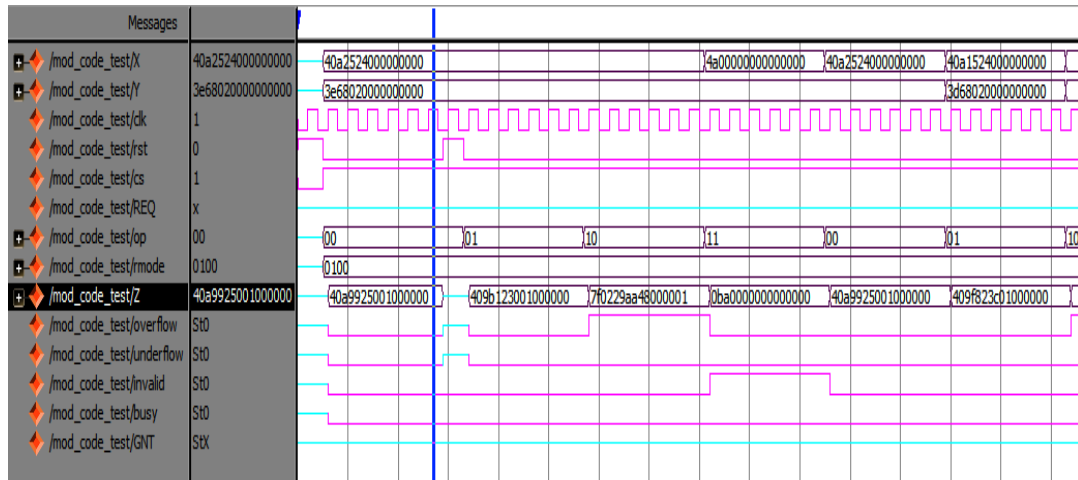 Messages
/mod_code_test/X 40a2524000000000 40a2524000000000 4a00000000000000 40a2524000000000 40a1524000000000
/mod_code_test/Y 3e68020000000000 3e68020000000000 3d68020000000000
/mod_code_test/clk 1
/mod_code_test/rst 0
/mod_code_test/cs 1
/mod_code_test/REQ x
/mod_code_test/op 00 00 01 10 11 00 01 10
/mod_code_test/rmode 0100 0100
/mod_code_test/Z 40a9925001000000 40a9925001000000 409b123001000000 7f0229aa48000001 0ba0000000000000 40a9925001000000 409f823c01000000
/mod_code_test/overflow St0
/mod_code_test/underflow St0
/mod_code_test/invalid St0
/mod_code_test/busy St0
/mod_code_test/GNT StX